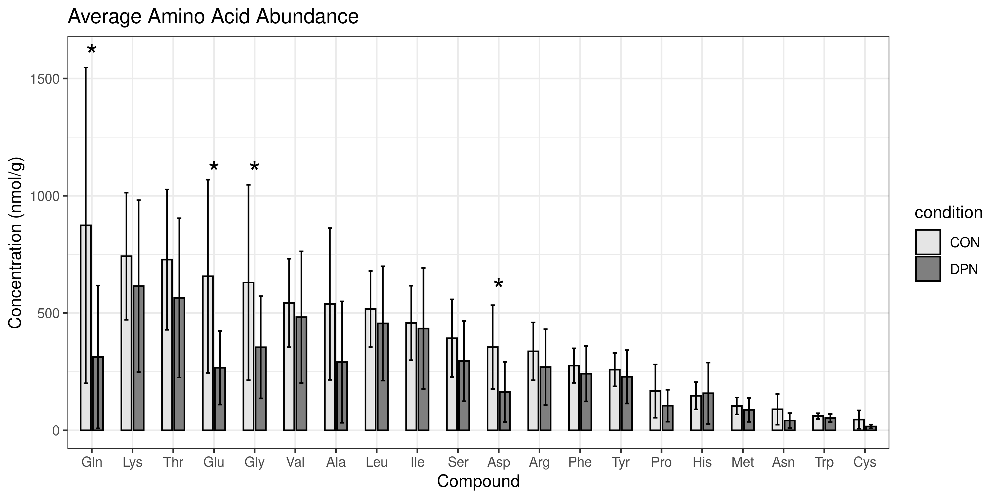 Average Amino Acid Abundance
*
1500
* *
1000
*
500
0
Concentration (nmol/g)
Gln Lys Thr Glu Gly Val Ala Leu Ile Ser Asp Arg Phe Tyr Pro His Met Asn Trp Cys
Compound
condition
CON
DPN